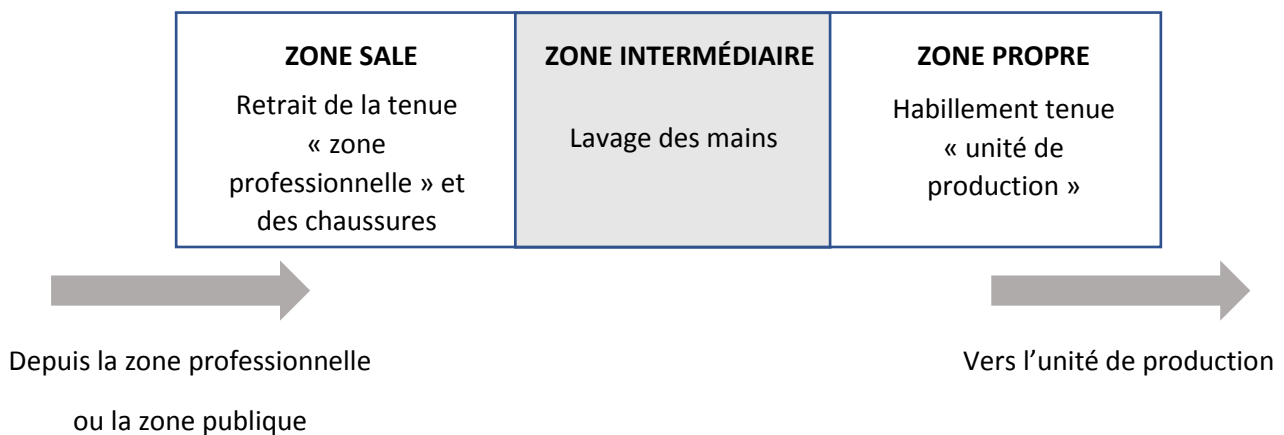 ZONE SALE
Retrait de la tenue
« zone
professionnelle » et
des chaussures
ZONE INTERMÉDIAIRE
Lavage des mains
ZONE PROPRE
Habillement tenue
« unité de
production »
Depuis la zone professionnelle
ou la zone publique
Vers l’unité de production